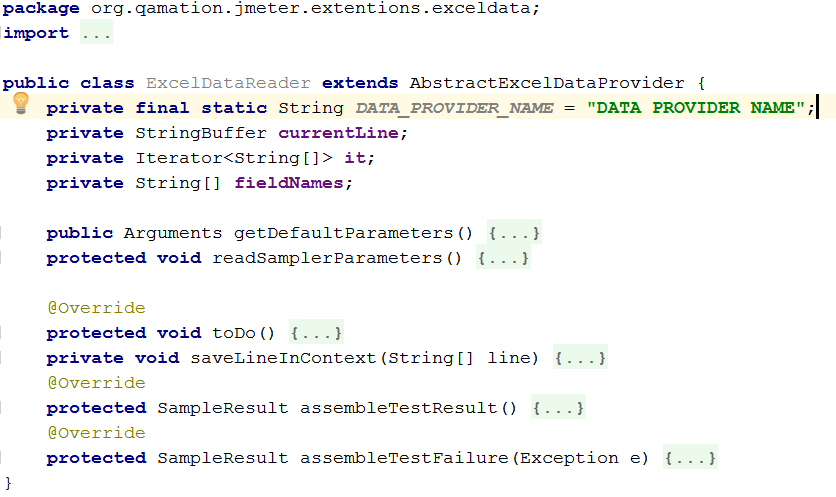 package org.qamation.jmeter.extentions.exceldata;
import ...
public class ExcelDataReader extends AbstractExcelDataProvider {
    private final static String DATA_PROVIDER_NAME = "DATA PROVIDER NAME";
    private StringBuffer currentLine;
    private Iterator<String[]> it;
    private String[] fieldNames;
    public Arguments getDefaultParameters() {...}
    protected void readSamplerParameters() {...}
    @Override
    protected void toDo() {...}
    private void saveLineInContext(String[] line) {...}
    @Override
    protected SampleResult assembleTestResult() {...}
    @Override
    protected SampleResult assembleTestFailure(Exception e) {...}
}